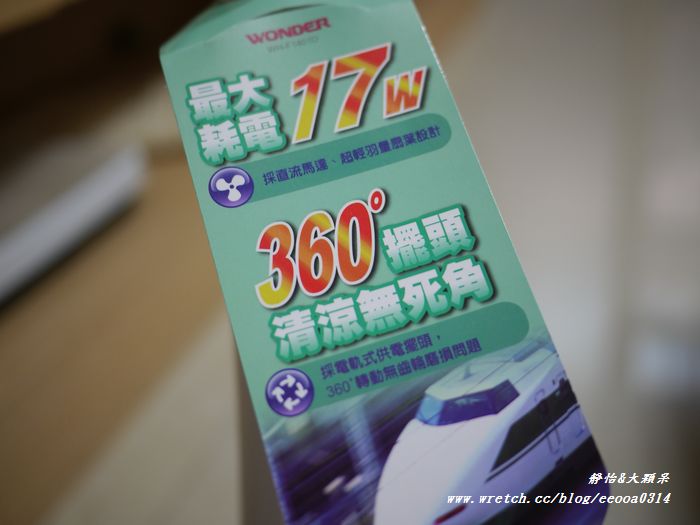 WONDER
最大
耗電
17W
採直流馬達、超輕羽量扇葉設計
360°擺頭
清涼無死角
採電軌式供電擺頭，
360°轉動無齒輪磨損問題
靜怡&大顆呆
www.wretch.cc/blog/eeooa0314